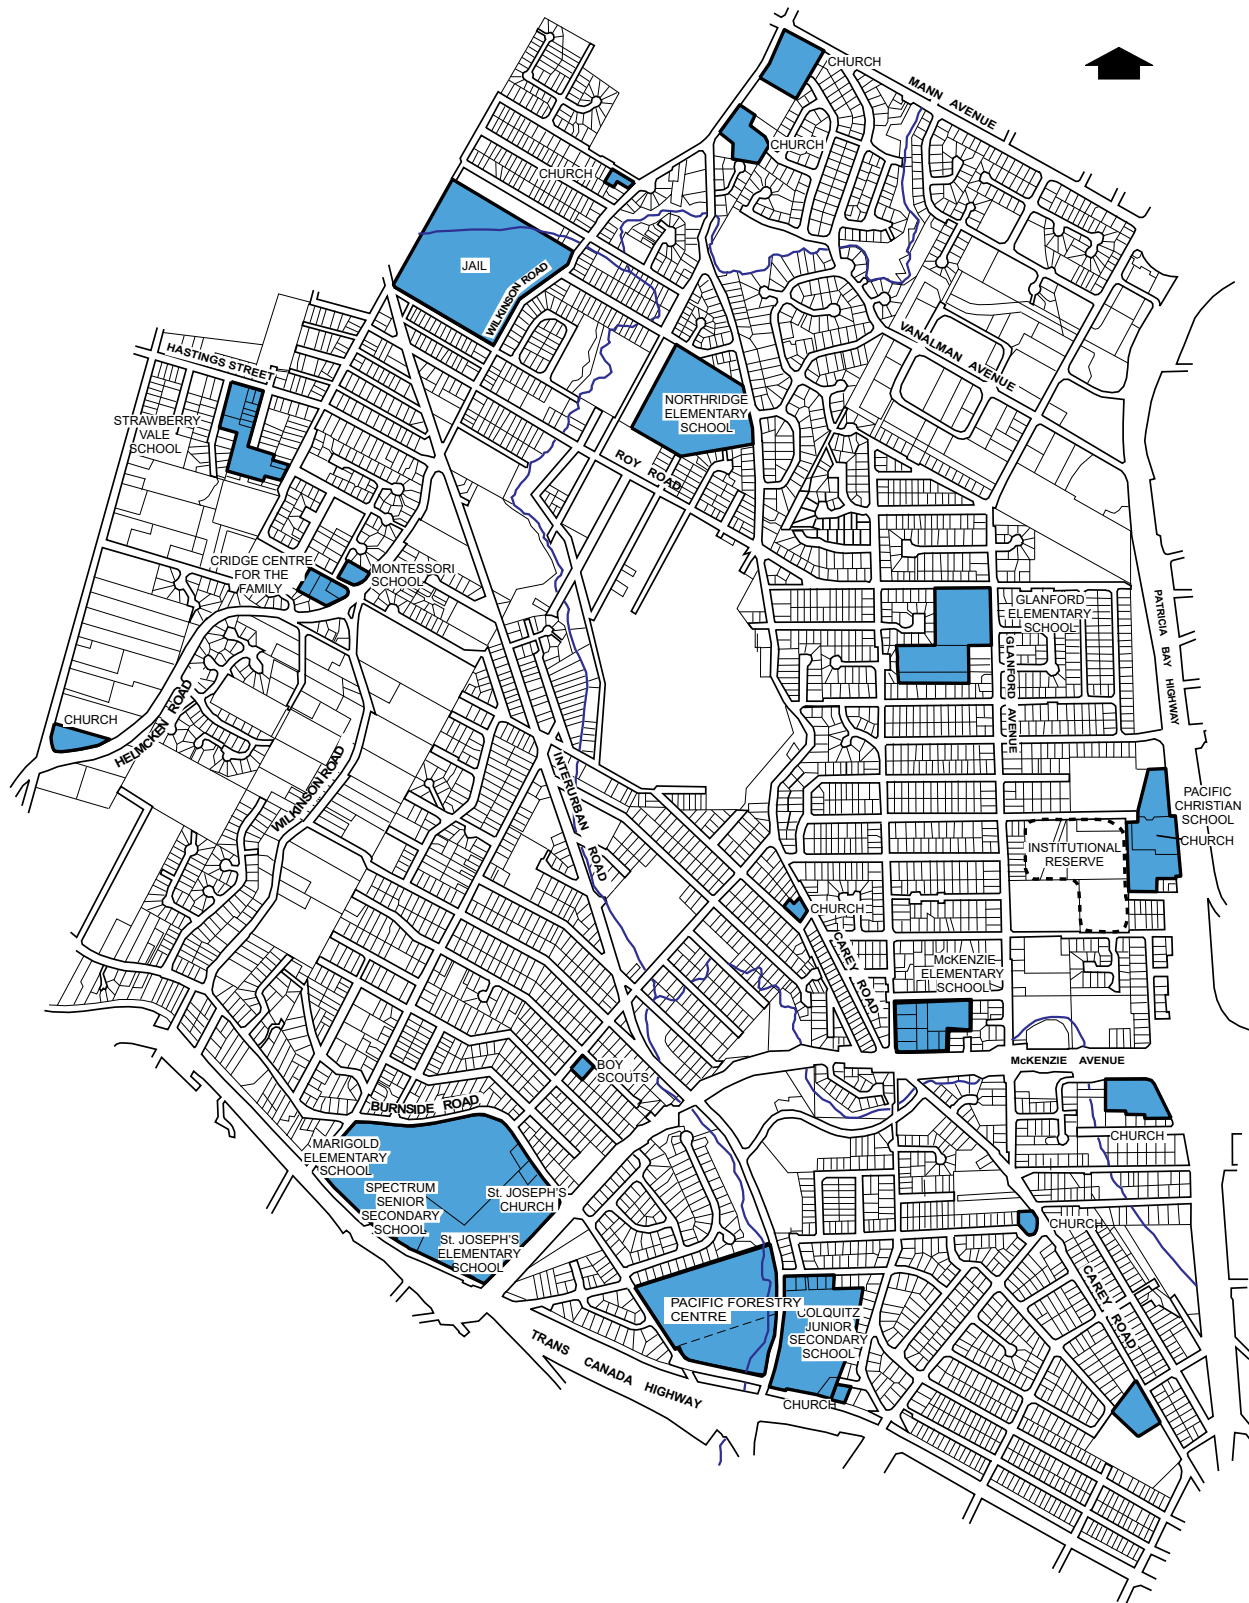 CHURCH
MANN AVENUE
CHURCH
CHURCH
JAIL
WILKINSON ROAD
HASTINGS STREET
VANALMAN AVENUE
STRAWBERRY
VALE
SCHOOL
NORTHRIDGE
ELEMENTARY
SCHOOL
ROY ROAD
CRIDGE CENTRE
FOR THE
FAMILY
MONTESSORI
SCHOOL
GLANFORD
ELEMENTARY
SCHOOL
PATRICIA BAY HIGHWAY
GLANFORD AVENUE
CHURCH
HELMCKEN ROAD
WILKINSON ROAD
INTERURBAN ROAD
PACIFIC
CHRISTIAN
SCHOOL
CHURCH
INSTITUTIONAL
RESERVE
CHURCH
CAREY ROAD
McKENZIE
ELEMENTARY
SCHOOL
McKENZIE AVENUE
BOY
SCOUTS
BURNSIDE ROAD
MARIGOLD
ELEMENTARY
SCHOOL
SPECTRUM
SENIOR
SECONDARY
SCHOOL
St. JOSEPH'S
CHURCH
St. JOSEPH'S
ELEMENTARY
SCHOOL
CHURCH
CHURCH
CAREY ROAD
PACIFIC FORESTRY
CENTRE
COLQUITZ
JUNIOR
SECONDARY
SCHOOL
TRANS CANADA HIGHWAY
CHURCH